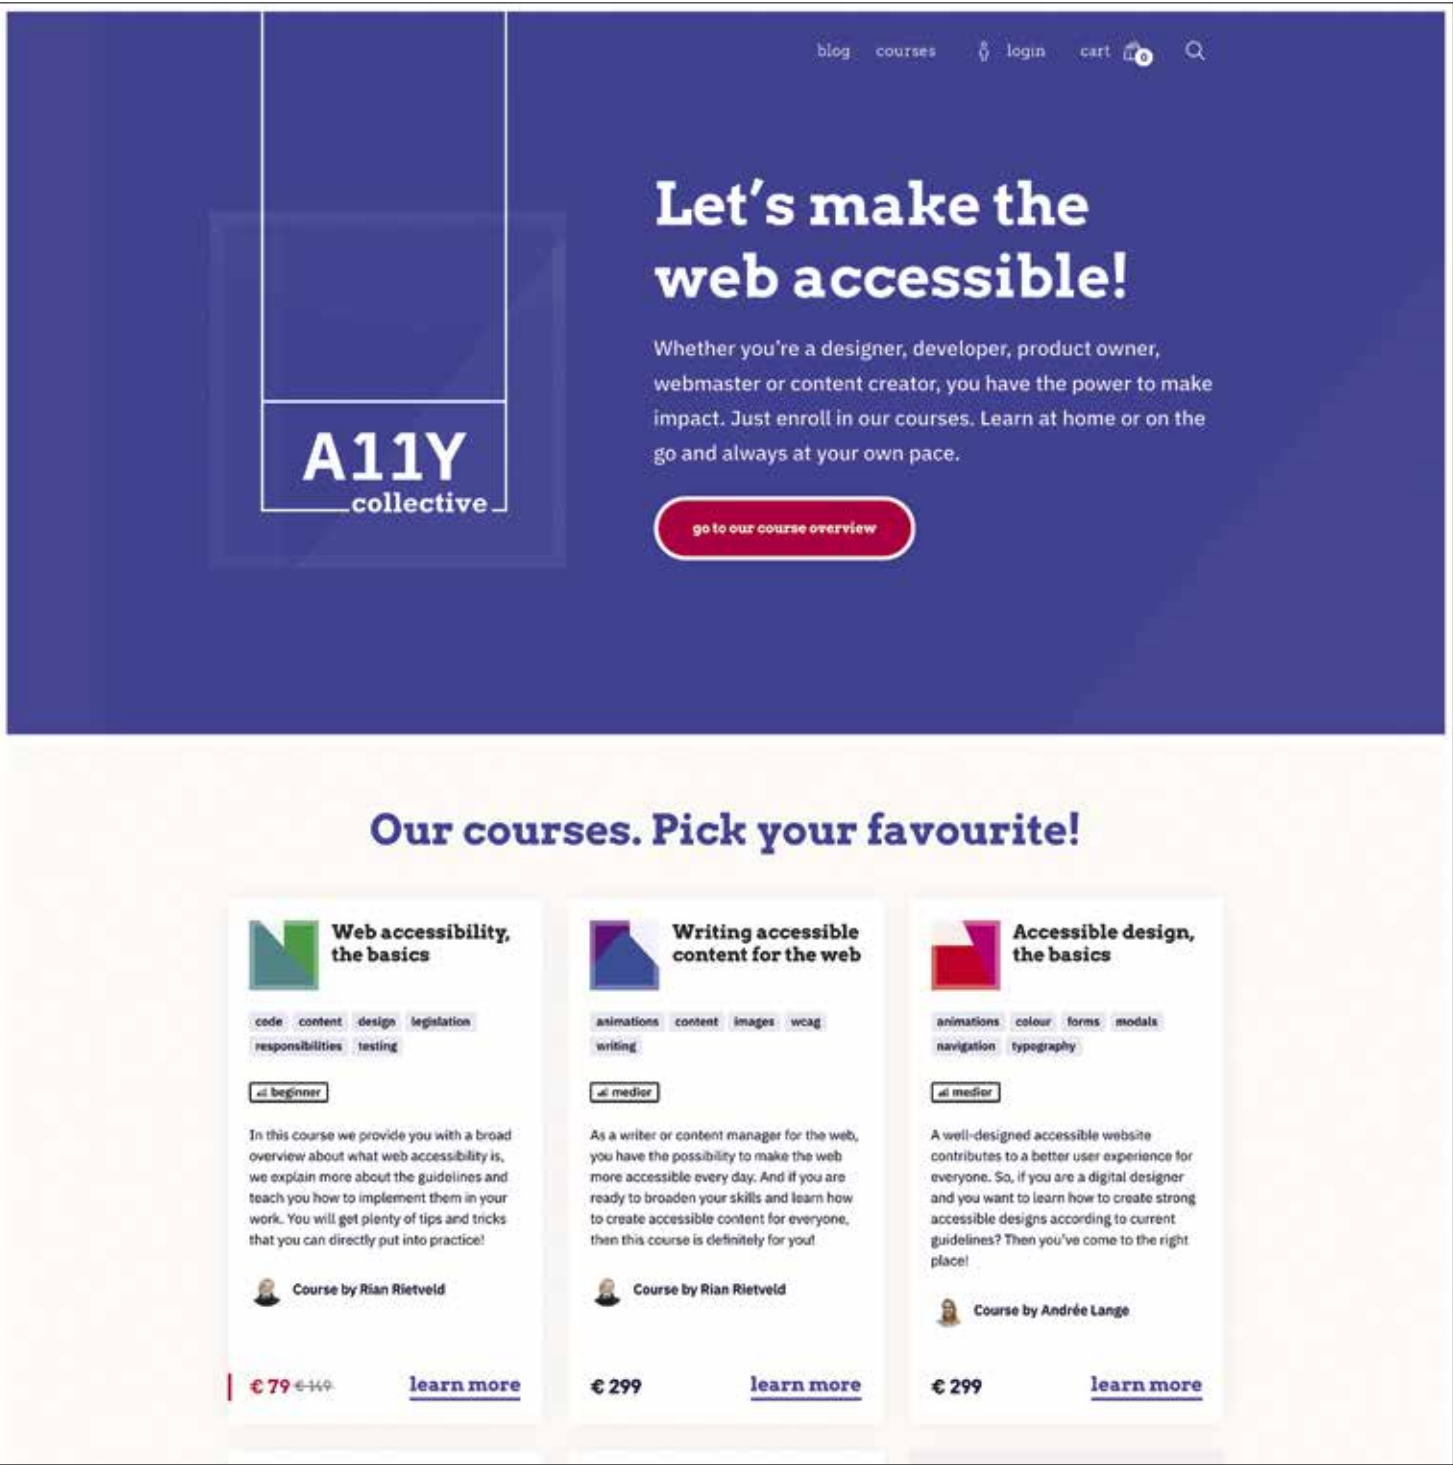 blog courses login cart 0
A11Y
collective
Let's make the
web accessible!
Whether you're a designer, developer, product owner,
webmaster or content creator, you have the power to make
impact. Just enroll in our courses. Learn at home or on the
go and always at your own pace.
go to our course overview
Our courses. Pick your favourite!
Web accessibility,
the basics
code content design legislation
responsibilities testing
beginner
In this course we provide you with a broad
overview about what web accessibility is,
we explain more about the guidelines and
teach you how to implement them in your
work. You will get plenty of tips and tricks
that you can directly put into practice!
Course by Rian Rietveld
€ 79 € 149
learn more
Writing accessible
content for the web
animations content images wcag
writing
medior
As a writer or content manager for the web,
you have the possibility to make the web
more accessible every day. And if you are
ready to broaden your skills and learn how
to create accessible content for everyone,
then this course is definitely for you!
Course by Rian Rietveld
€ 299
learn more
Accessible design,
the basics
animations colour forms modals
navigation typography
medior
A well-designed accessible website
contributes to a better user experience for
everyone. So, if you are a digital designer
and you want to learn how to create strong
accessible designs according to current
guidelines? Then you've come to the right
place!
Course by Andrée Lange
€ 299
learn more